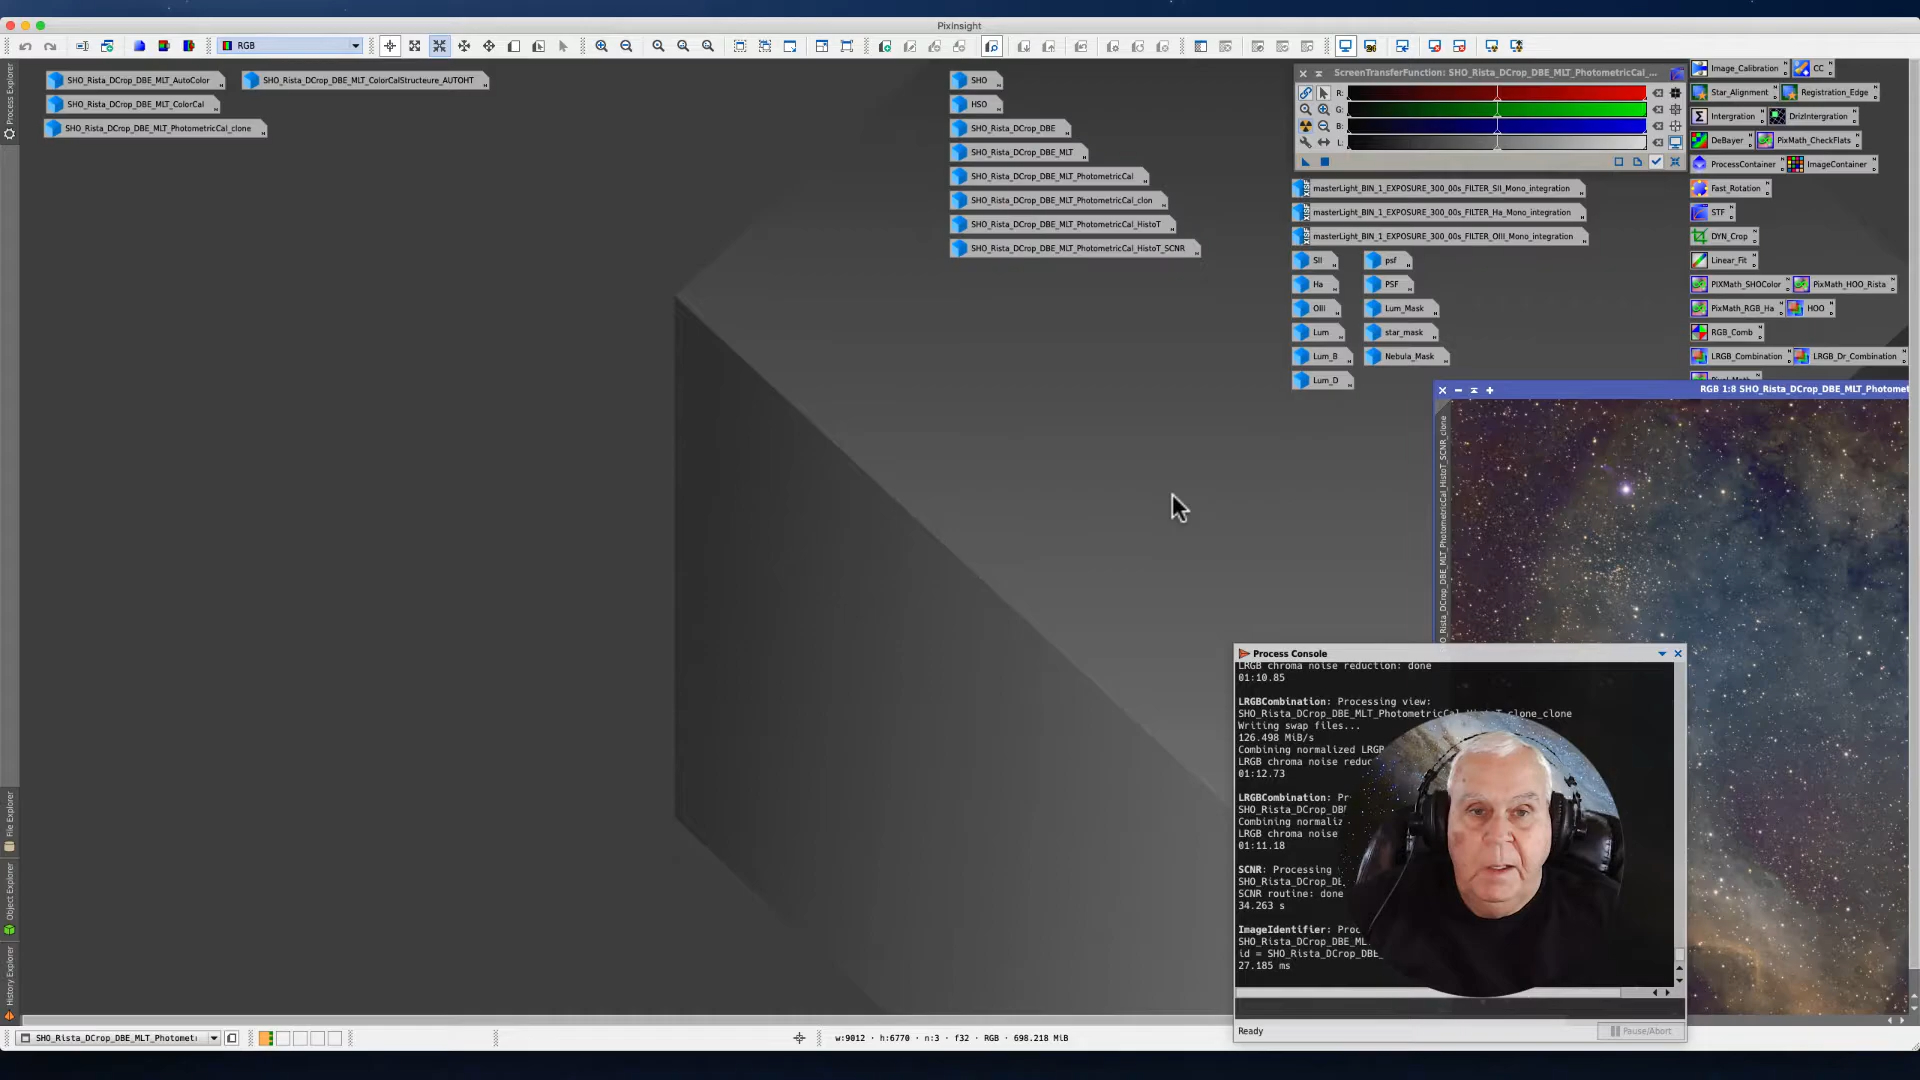 PixInsight
RGB
Process Explorer
File Explorer
Object Explorer
History Explorer
SHO_Rista_DCrop_DBE_MLT_AutoColor
SHO_Rista_DCrop_DBE_MLT_ColorCalStructeure_AUTOHT
SHO_Rista_DCrop_DBE_MLT_ColorCal
SHO_Rista_DCrop_DBE_MLT_PhotometricCal_clone
SHO
HSO
SHO_Rista_DCrop_DBE
SHO_Rista_DCrop_DBE_MLT
SHO_Rista_DCrop_DBE_MLT_PhotometricCal
SHO_Rista_DCrop_DBE_MLT_PhotometricCal_clon
SHO_Rista_DCrop_DBE_MLT_PhotometricCal_HistoT
SHO_Rista_DCrop_DBE_MLT_PhotometricCal_HistoT_SCNR
ScreenTransferFunction: SHO_Rista_DCrop_DBE_MLT_PhotometricCal_...
R:
G:
B:
L:
masterLight_BIN_1_EXPOSURE_300_00s_FILTER_SII_Mono_integration
masterLight_BIN_1_EXPOSURE_300_00s_FILTER_Ha_Mono_integration
masterLight_BIN_1_EXPOSURE_300_00s_FILTER_OIII_Mono_integration
SII
psf
Ha
PSF
OIII
Lum_Mask
Lum
star_mask
Lum_B
Nebula_Mask
Lum_D
Image_Calibration
CC
Star_Alignment
Registration_Edge
Intergration
DrizIntergration
DeBayer
PixMath_CheckFlats
ProcessContainer
ImageContainer
Fast_Rotation
STF
DYN_Crop
Linear_Fit
PIXMath_SHOColor
PixMath_HOO_Rista
PixMath_RGB_Ha
HOO
RGB_Comb
LRGB_Combination
LRGB_Dr_Combination
RGB 1:8 SHO_Rista_DCrop_DBE_MLT_Photomet
SHO_Rista_DCrop_DBE_MLT_PhotometricCal_HistoT_SCNR_clone
Process Console
LRGB chroma noise reduction: done
01:10.85
LRGBCombination: Processing view:
SHO_Rista_DCrop_DBE_MLT_PhotometricCal_HistoT_clone_clone
Writing swap files...
126.498 MiB/s
Combining normalized LRGB
LRGB chroma noise reduc
01:12.73
LRGBCombination: Pr
SHO_Rista_DCrop_DBE
Combining normaliz
LRGB chroma noise
01:11.18
SCNR: Processing
SHO_Rista_DCrop_DBE_
SCNR routine: done
34.263 s
ImageIdentifier: Proc
SHO_Rista_DCrop_DBE_ML
id = SHO_Rista_DCrop_DBE_
27.185 ms
Ready
Pause/Abort
SHO_Rista_DCrop_DBE_MLT_Photomet
w:9012 · h:6770 · n:3 · f32 · RGB · 698.218 MiB